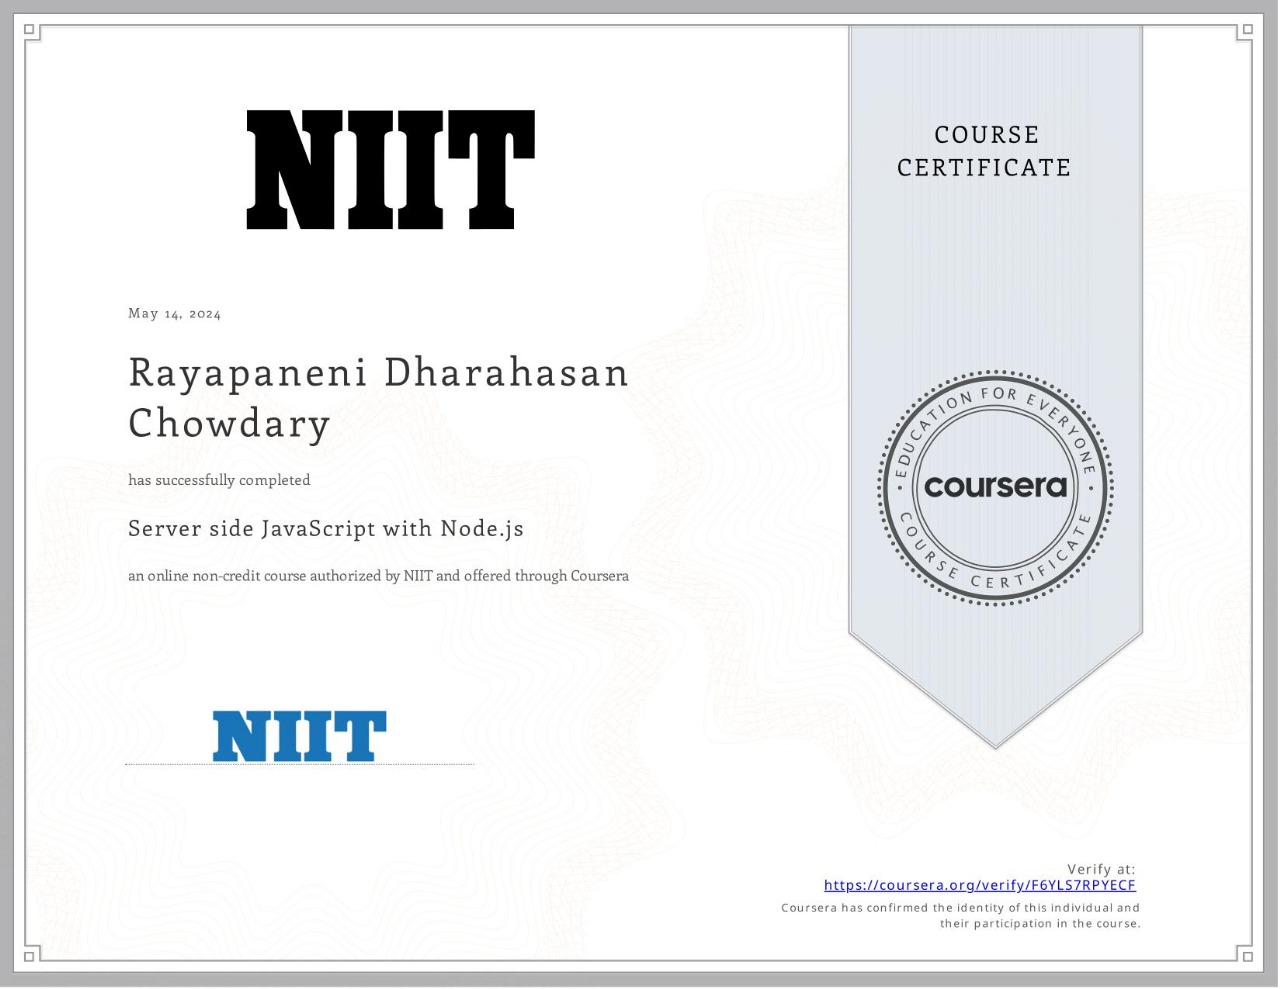 NIIT
COURSE
CERTIFICATE
May 14, 2024
Rayapaneni Dharahasan
Chowdary
has successfully completed
Server side JavaScript with Node.js
an online non-credit course authorized by NIIT and offered through Coursera
EDUCATION FOR EVERYONE
coursera
COURSE CERTIFICATE
NIIT
Verify at:
https://coursera.org/verify/F6YLS7RPYECF
Coursera has confirmed the identity of this individual and
their participation in the course.